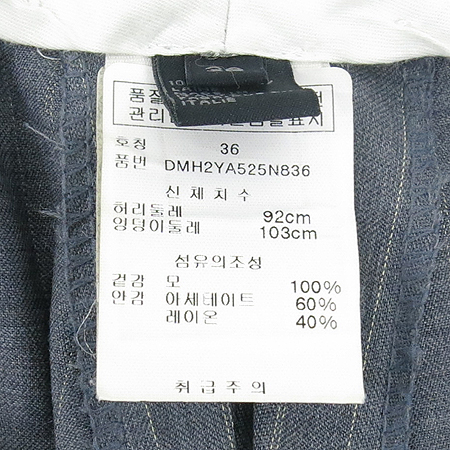 36
ITALIE
품질
관리
호칭 36
품번 DMH2YA525N836
신체치수
허리둘레 92cm
엉덩이둘레 103cm
섬유의조성
겉감 모 100%
안감 아세테이트 60%
레이온 40%
취급주의